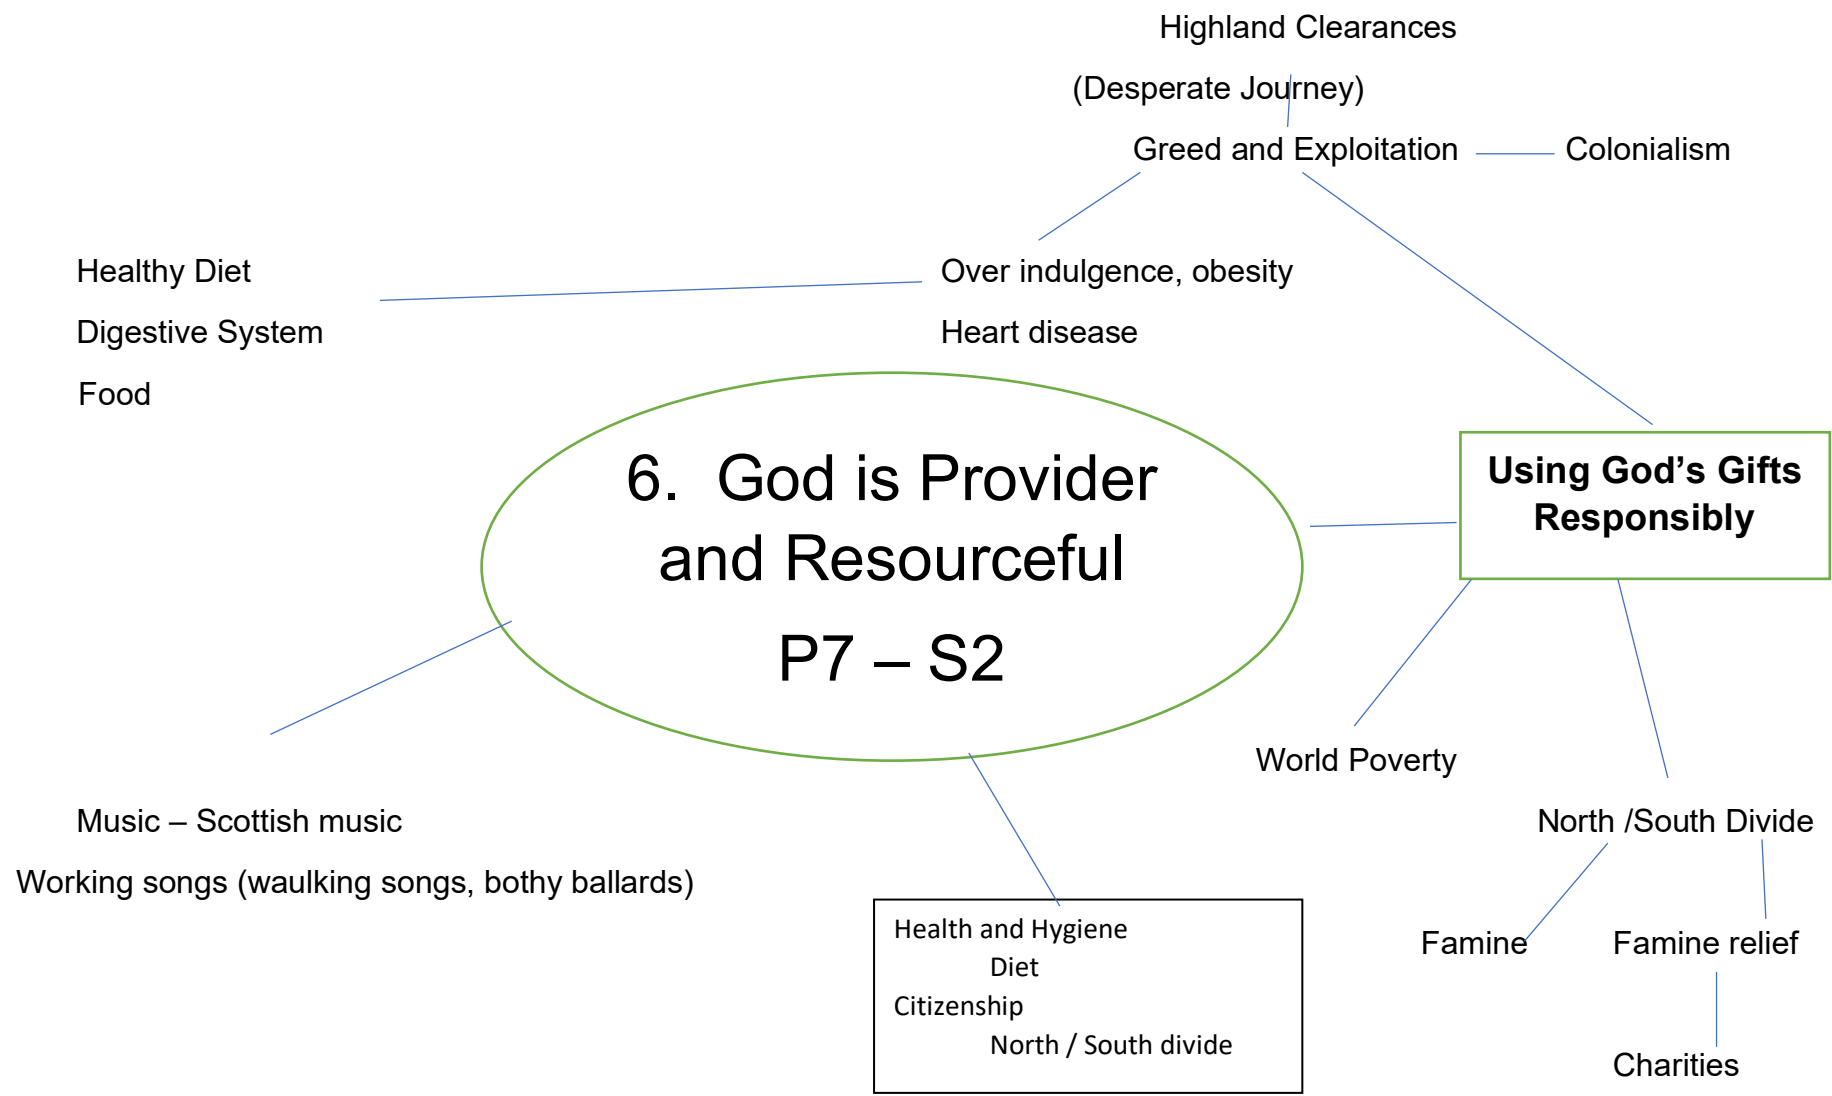 Highland Clearances
(Desperate Journey)
Greed and Exploitation
Colonialism
Healthy Diet
Over indulgence, obesity
Digestive System
Heart disease
Food
6. God is Provider
and Resourceful
P7 – S2
Using God’s Gifts
Responsibly
World Poverty
Music – Scottish music
North /South Divide
Working songs (waulking songs, bothy ballards)
Health and Hygiene
Diet
Citizenship
North / South divide
Famine
Famine relief
Charities